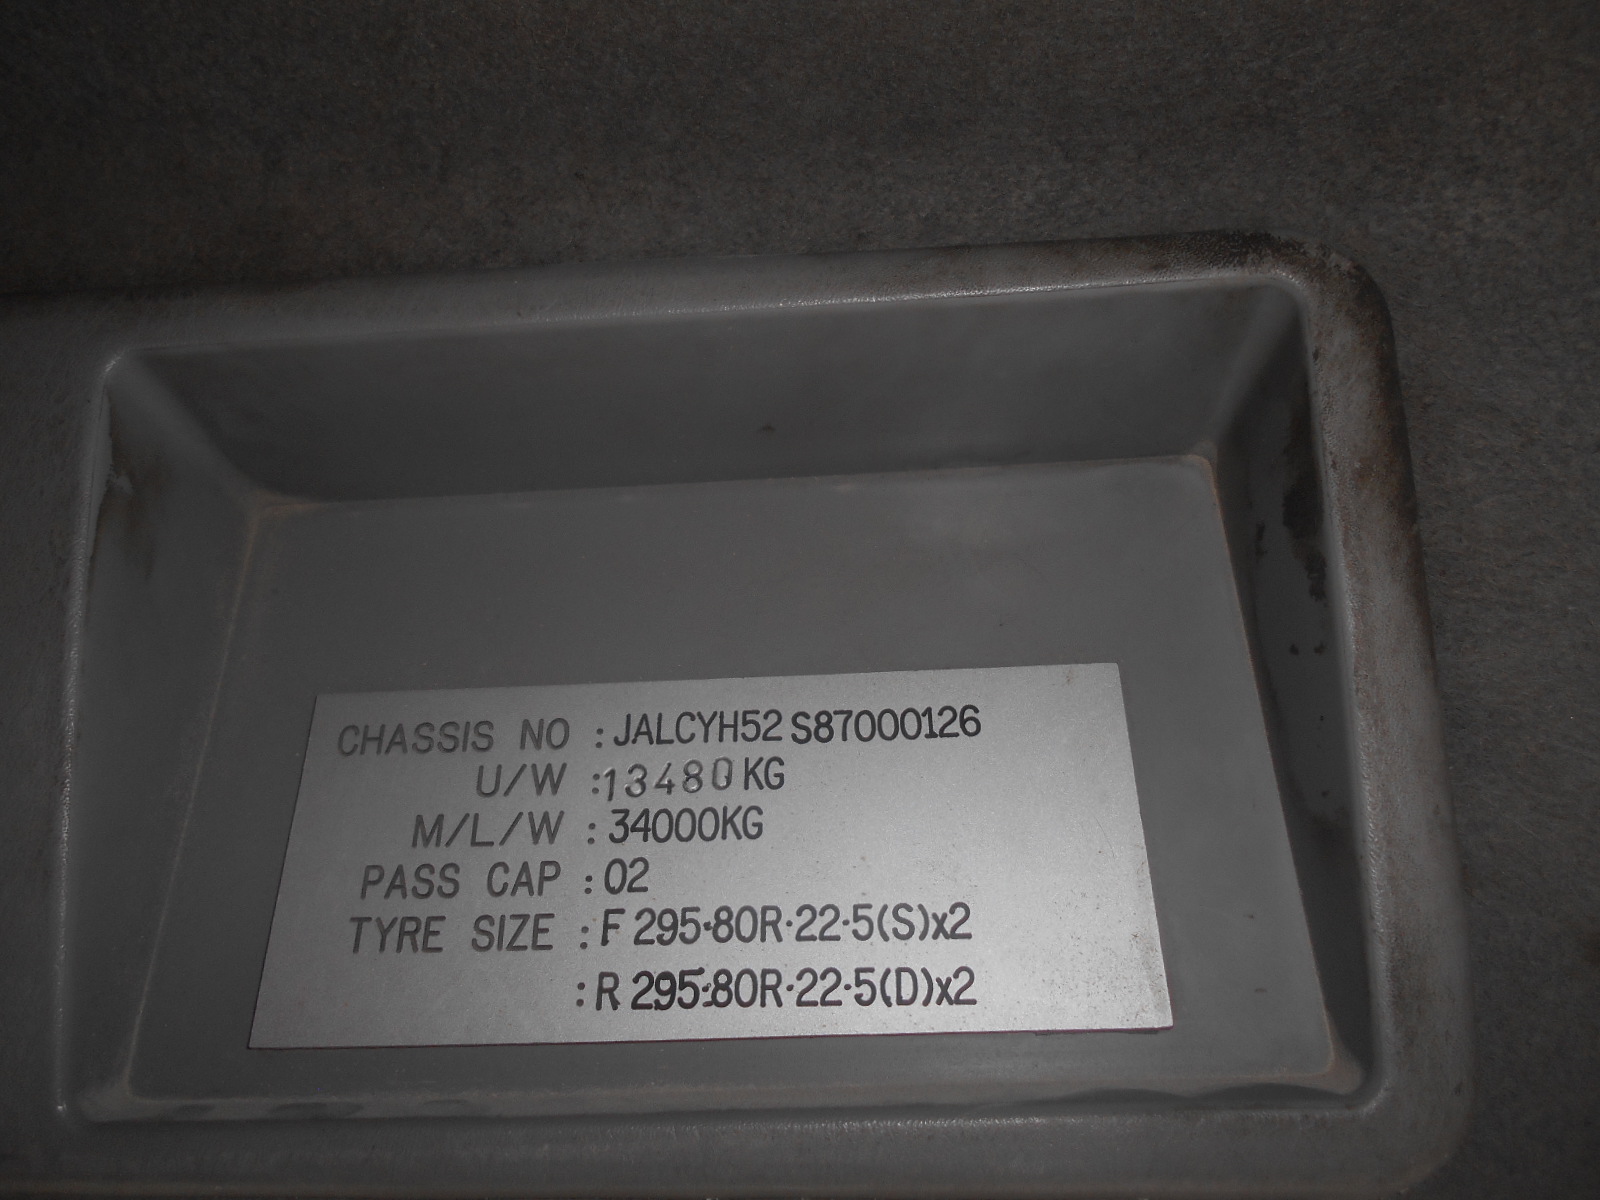 CHASSIS NO : JALCYH52 S87000126
U/W : 13480 KG
M/L/W : 34000KG
PASS CAP : 02
TYRE SIZE : F 295·80R·22·5(S)x2
: R 295:80R·22·5(D)x2